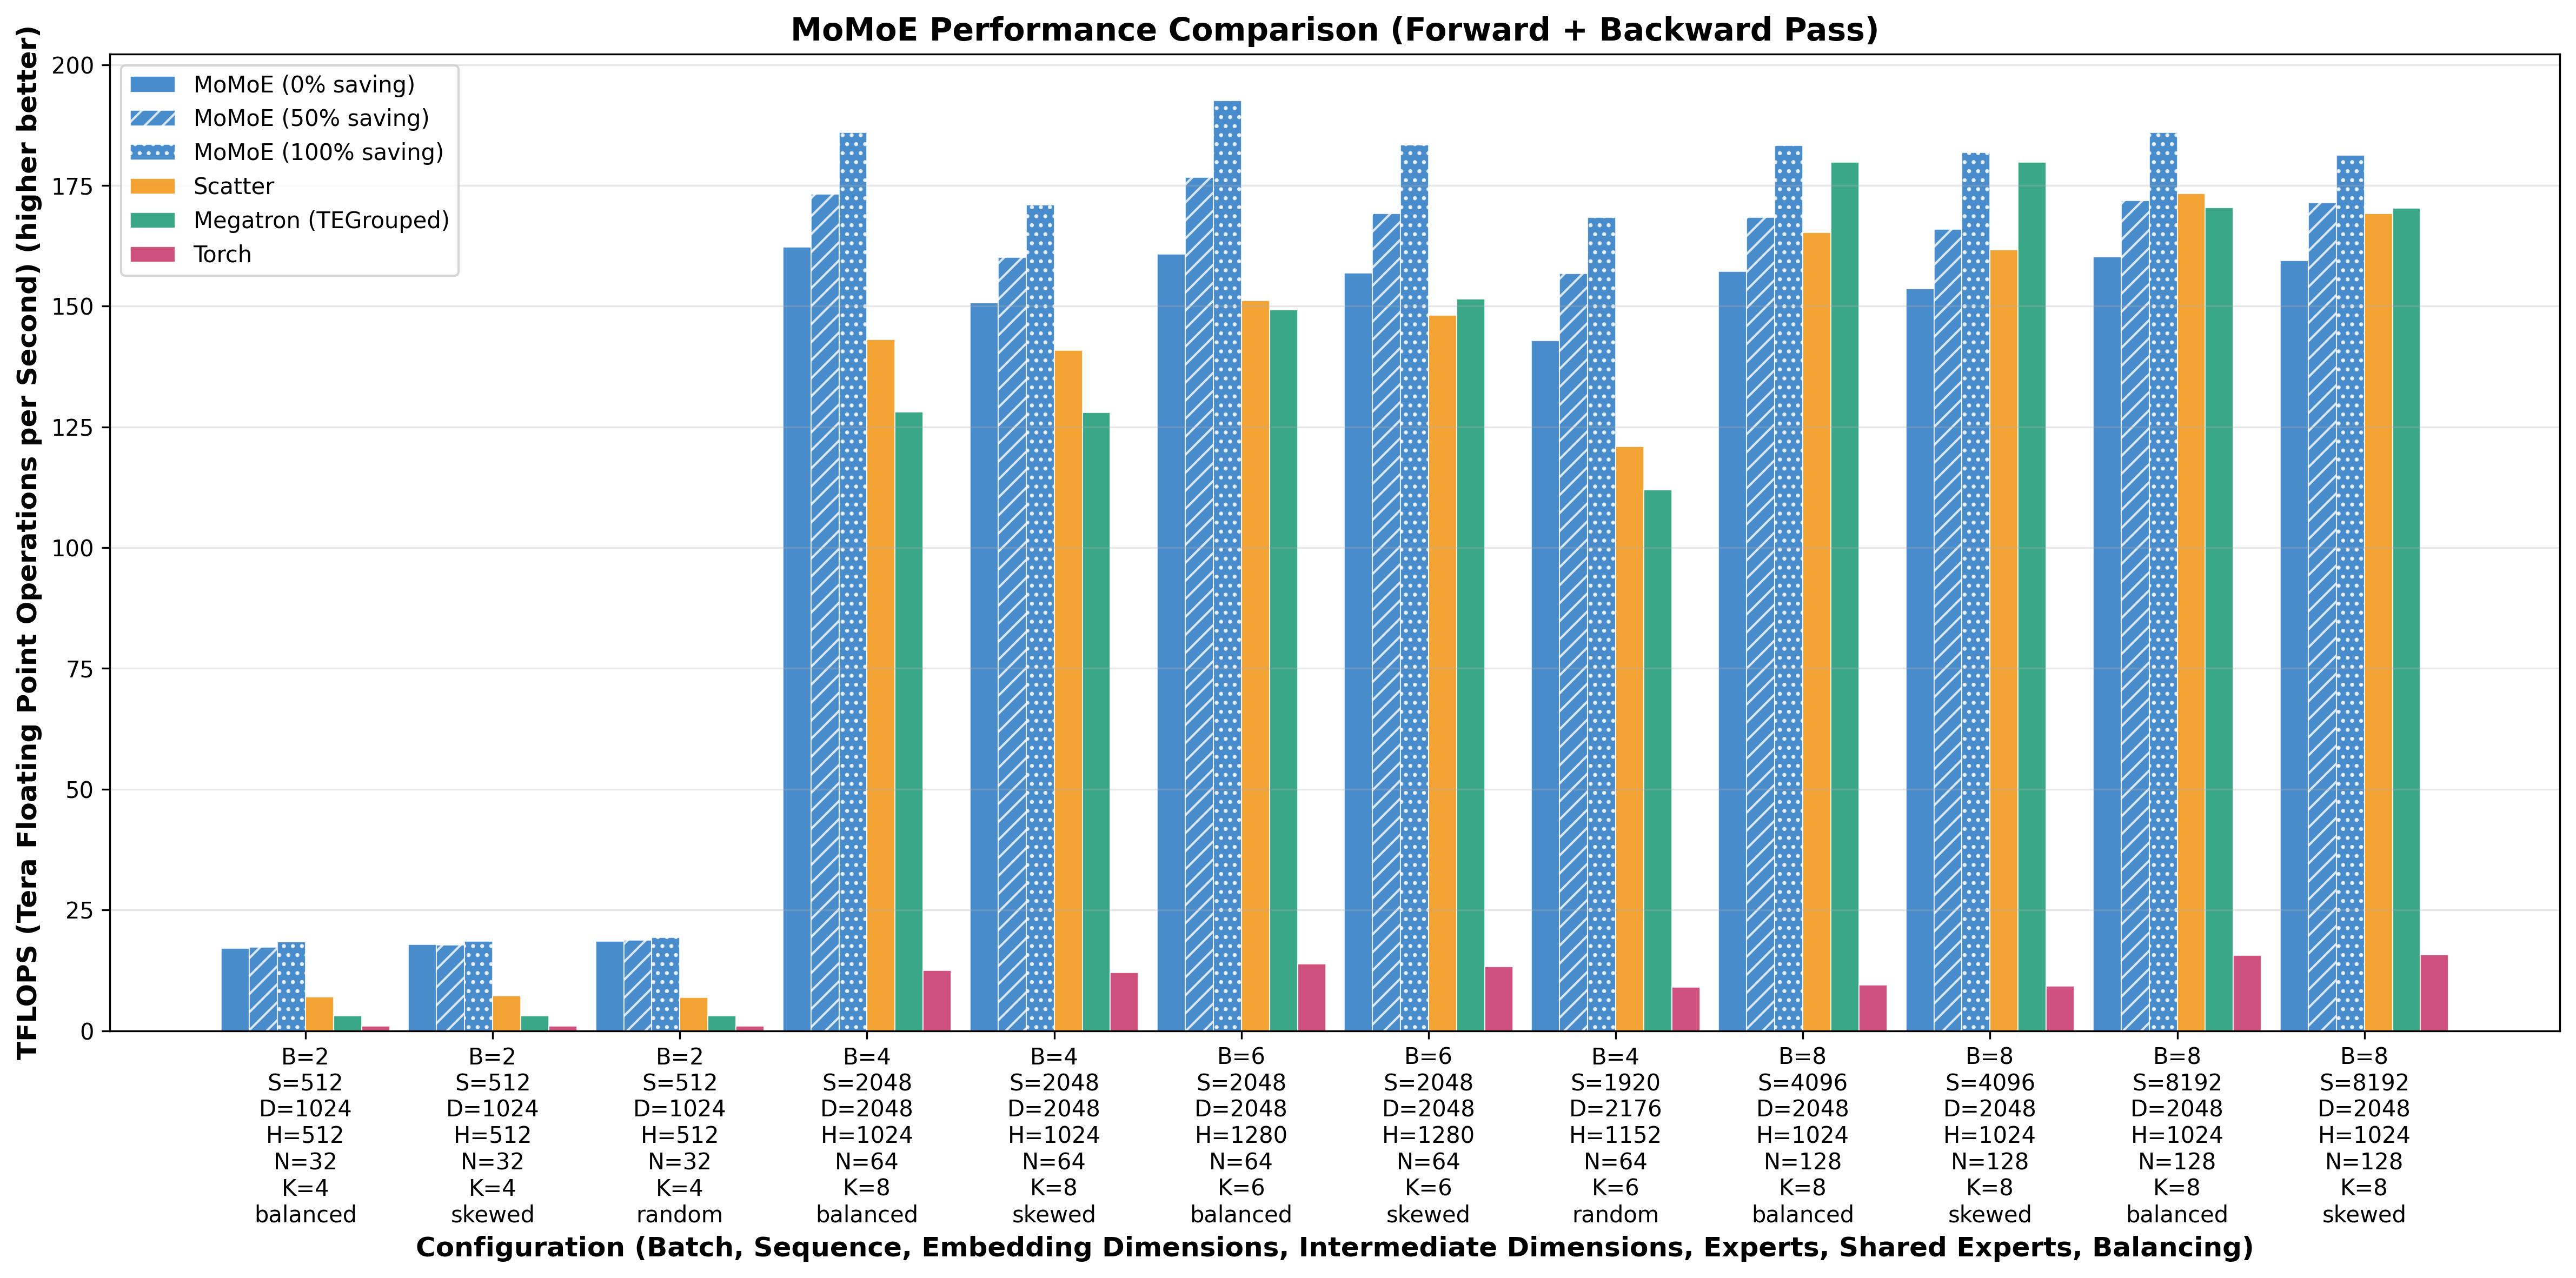 MoMoE Performance Comparison (Forward + Backward Pass)
TFLOPS (Tera Floating Point Operations per Second) (higher better)
200
175
150
125
100
75
50
25
0
MoMoE (0% saving)
MoMoE (50% saving)
MoMoE (100% saving)
Scatter
Megatron (TEGrouped)
Torch
B=2
S=512
D=1024
H=512
N=32
K=4
balanced
B=2
S=512
D=1024
H=512
N=32
K=4
skewed
B=2
S=512
D=1024
H=512
N=32
K=4
random
B=4
S=2048
D=2048
H=1024
N=64
K=8
balanced
B=4
S=2048
D=2048
H=1024
N=64
K=8
skewed
B=6
S=2048
D=2048
H=1280
N=64
K=6
balanced
B=6
S=2048
D=2048
H=1280
N=64
K=6
skewed
B=4
S=1920
D=2176
H=1152
N=64
K=6
random
B=8
S=4096
D=2048
H=1024
N=128
K=8
balanced
B=8
S=4096
D=2048
H=1024
N=128
K=8
skewed
B=8
S=8192
D=2048
H=1024
N=128
K=8
balanced
B=8
S=8192
D=2048
H=1024
N=128
K=8
skewed
Configuration (Batch, Sequence, Embedding Dimensions, Intermediate Dimensions, Experts, Shared Experts, Balancing)